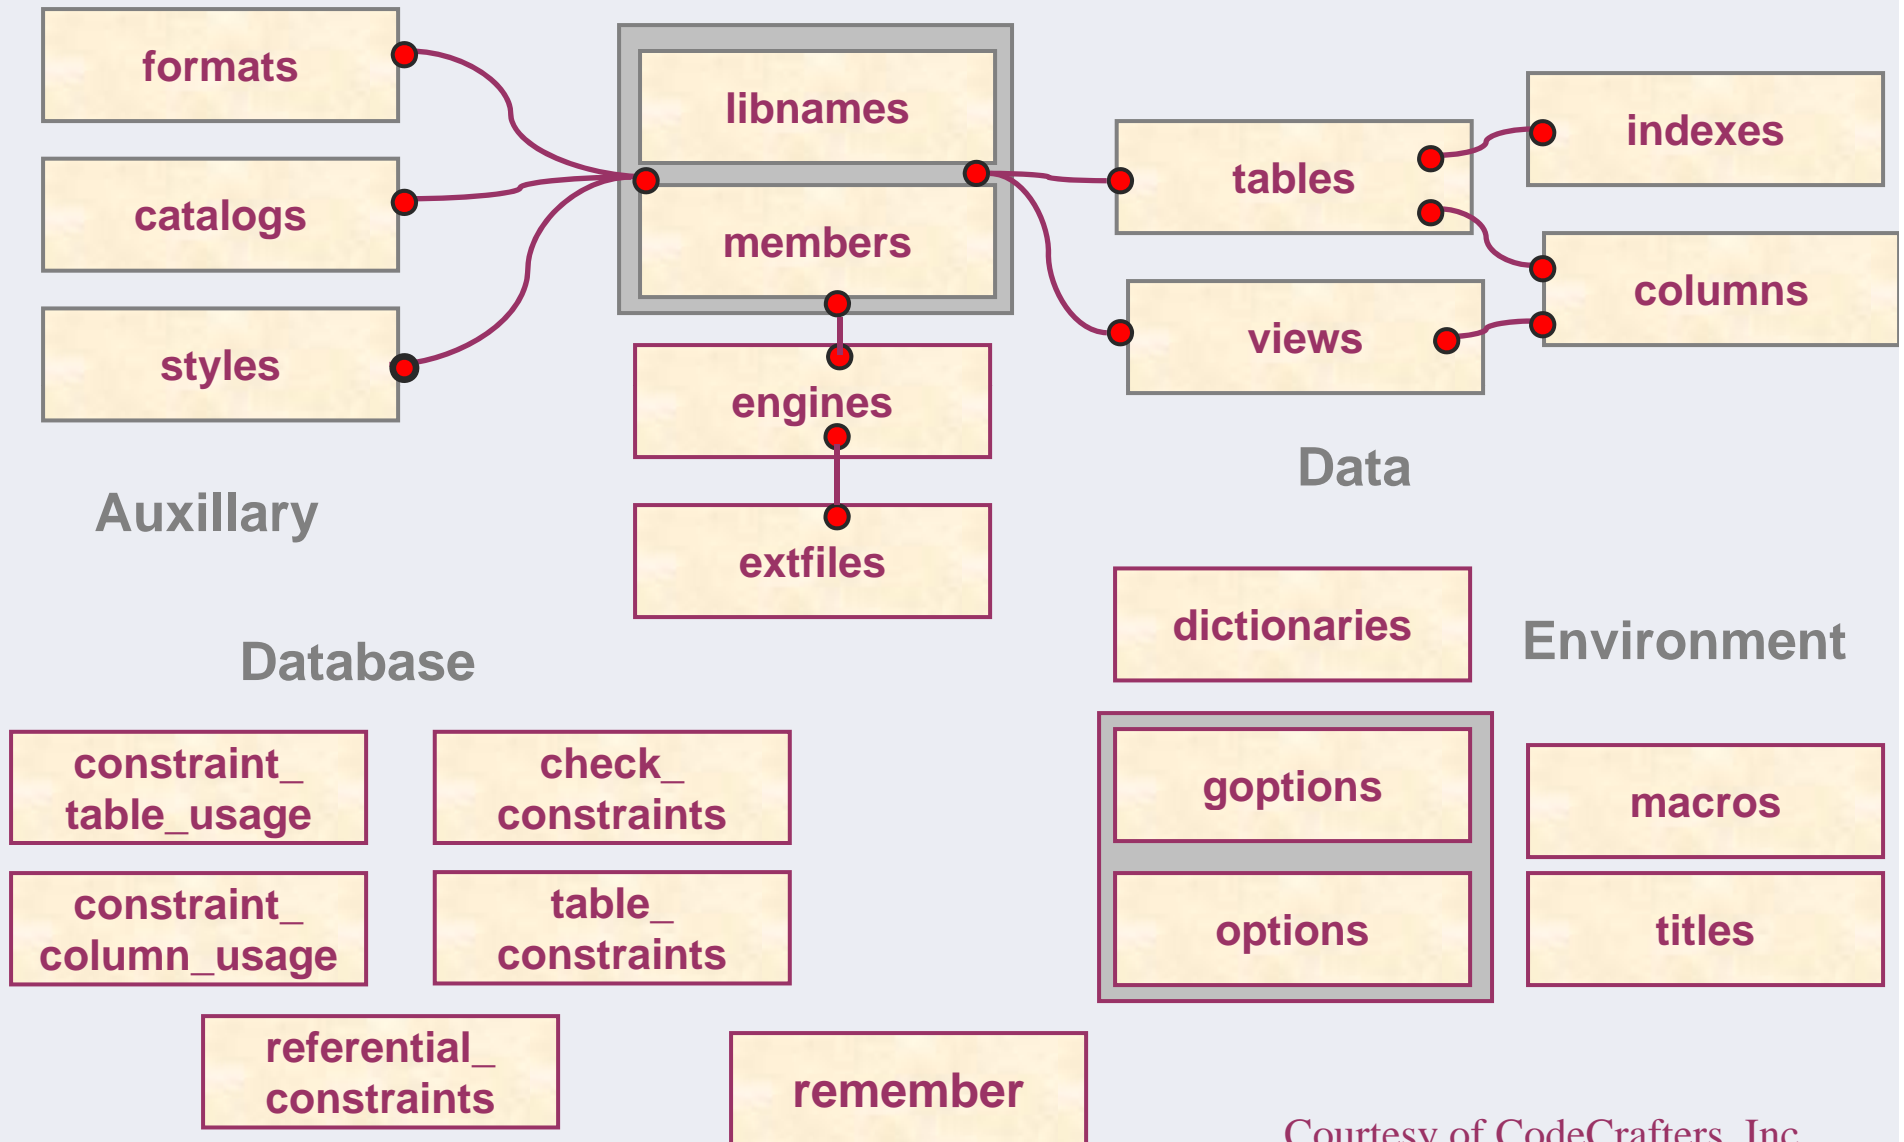 formats
libnames
indexes
tables
catalogs
members
columns
views
styles
engines
Data
Auxillary
extfiles
dictionaries
Environment
Database
constraint_
table_usage
check_
constraints
goptions
macros
constraint_
column_usage
table_
constraints
options
titles
referential_
constraints
remember
Courtesy of CodeCrafters, Inc